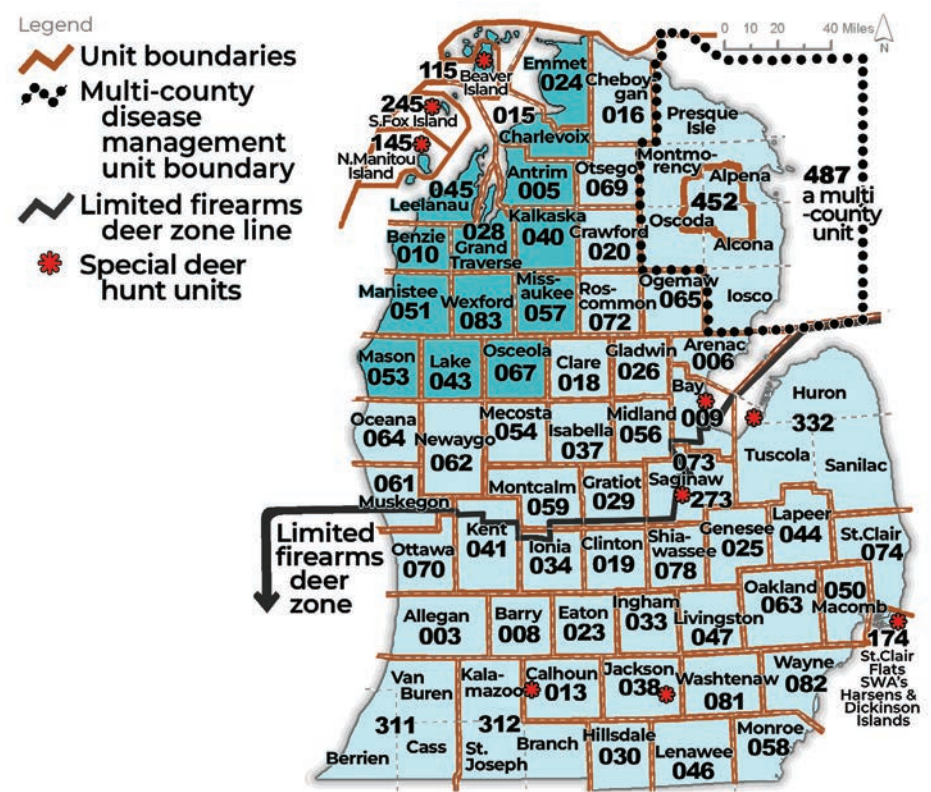 Legend
Unit boundaries
Multi-county
disease
management
unit boundary
Limited firearms
deer zone line
Special deer
hunt units
0 10 20 40 Miles
N
115
Beaver
Island
245
S.Fox Island
145
N.Manitou
Island
Emmet
024
Cheboy
gan
016
015
Charlevoix
Presque
Isle
045
Leelanau
Antrim
005
Otsego
069
Montmo-
rency
Alpena
452
Oscoda
Alcona
487
a multi
-county
unit
Benzie
010
028
Grand
Traverse
Kalkaska
040
Crawford
020
Manistee
051
Wexford
083
Miss-
aukee
057
Ros-
common
072
Ogemaw
065
Iosco
Mason
053
Lake
043
Osceola
067
Clare
018
Gladwin
026
Arenac
006
Bay
009
Huron
332
Tuscola
Sanilac
Oceana
064
Newaygo
062
Mecosta
054
Isabella
037
Midland
056
061
Muskegon
Montcalm
059
Gratiot
029
073
Saginaw
273
Limited
firearms
deer
zone
Ottawa
070
Kent
041
Ionia
034
Clinton
019
Shia-
wassee
078
Genesee
025
Lapeer
044
St.Clair
074
Allegan
003
Barry
008
Eaton
023
Ingham
033
Livingston
047
Oakland
063
050
Macomb
174
St.Clair
Flats
SWA's
Harsens &
Dickinson
Islands
Van
Buren
311
Berrien
Cass
Kala-
mazoo
312
St.
Joseph
Branch
Calhoun
013
Jackson
038
Washtenaw
081
Wayne
082
Hillsdale
030
Lenawee
046
Monroe
058